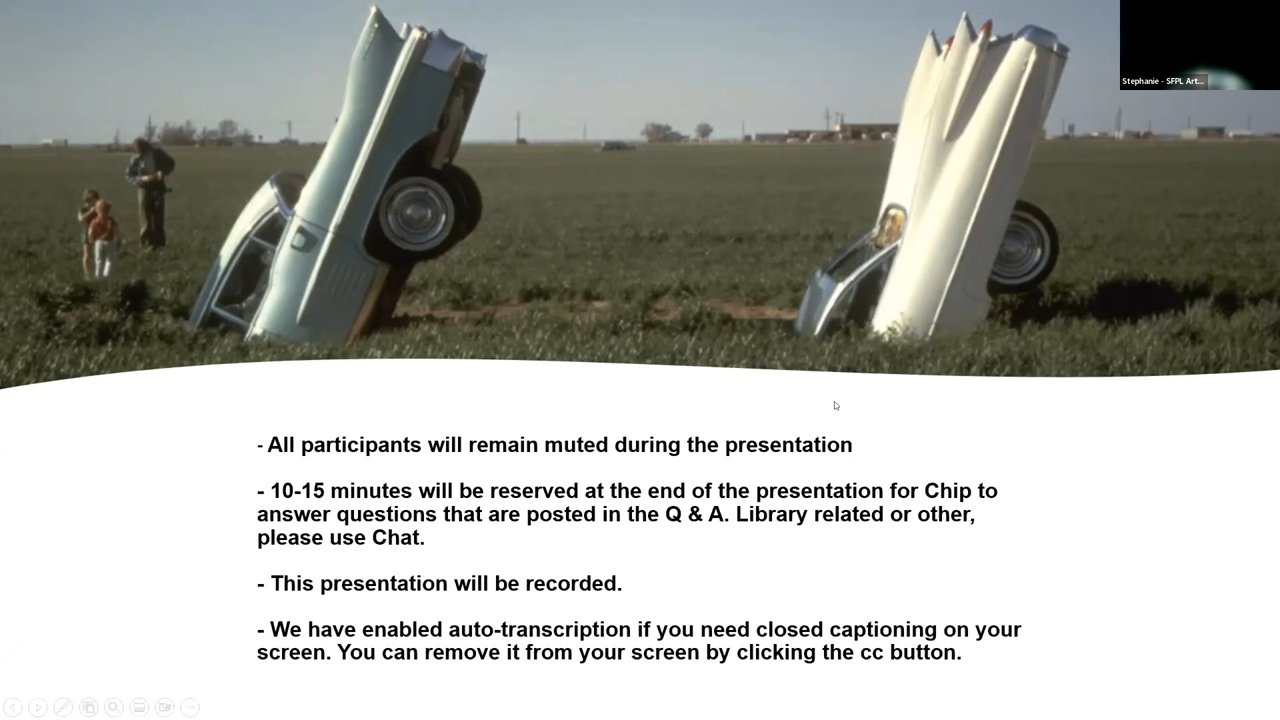 Stephanie - SFPL Art...
- All participants will remain muted during the presentation
- 10-15 minutes will be reserved at the end of the presentation for Chip to
answer questions that are posted in the Q & A. Library related or other,
please use Chat.
- This presentation will be recorded.
- We have enabled auto-transcription if you need closed captioning on your
screen. You can remove it from your screen by clicking the cc button.